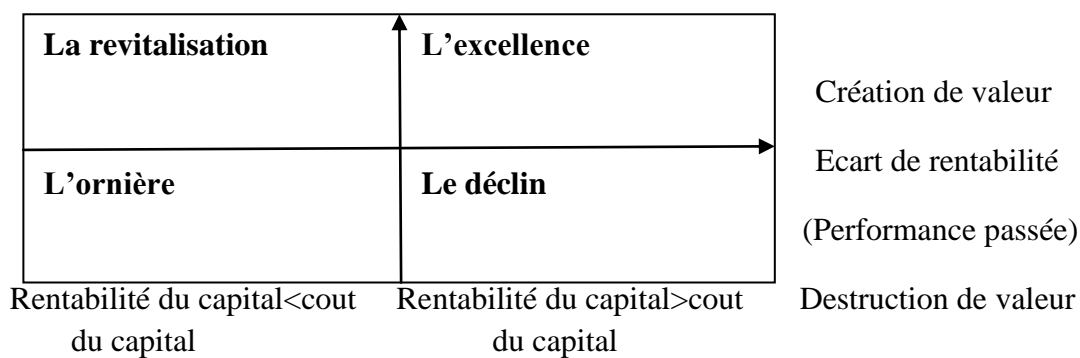 La revitalisation
L'excellence
Création de valeur
Ecart de rentabilité
L'ornière
Le déclin
(Performance passée)
Rentabilité du capital<cout
du capital
Rentabilité du capital>cout
du capital
Destruction de valeur